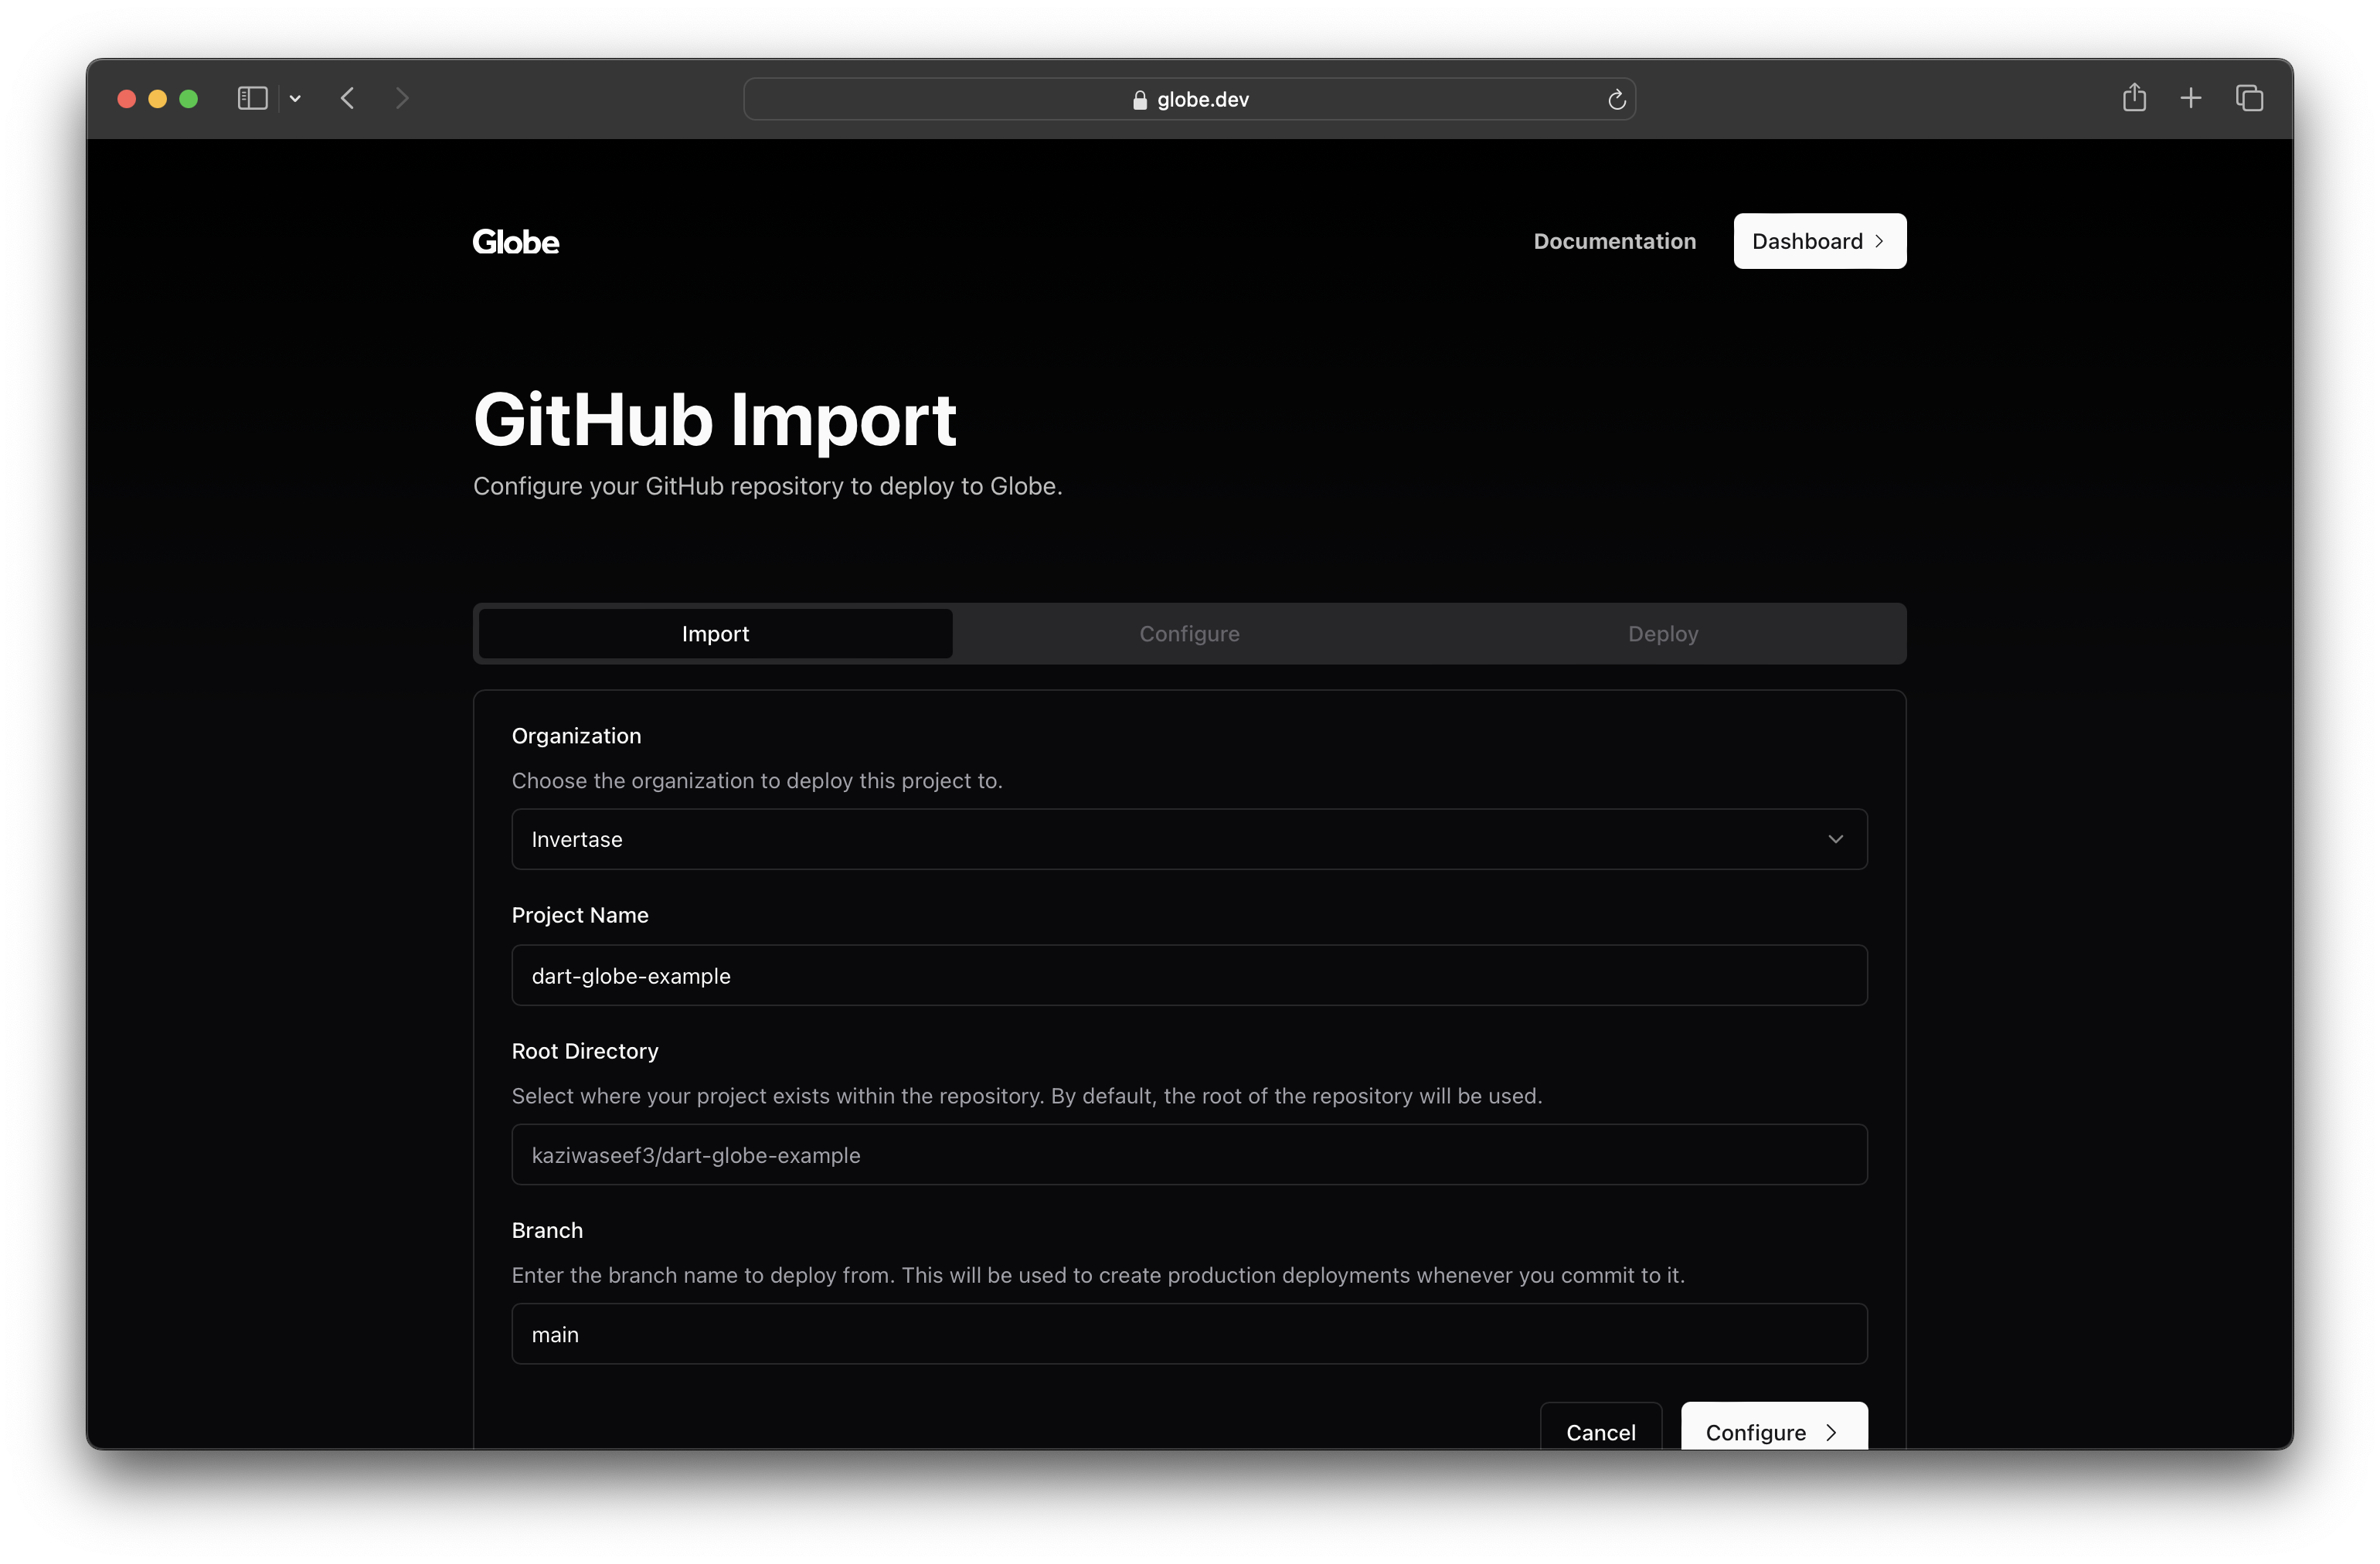 globe.dev
Globe
Documentation
Dashboard
GitHub Import
Configure your GitHub repository to deploy to Globe.
Import
Configure
Deploy
Organization
Choose the organization to deploy this project to.
Invertase
Project Name
dart-globe-example
Root Directory
Select where your project exists within the repository. By default, the root of the repository will be used.
kaziwaseef3/dart-globe-example
Branch
Enter the branch name to deploy from. This will be used to create production deployments whenever you commit to it.
main
Cancel
Configure